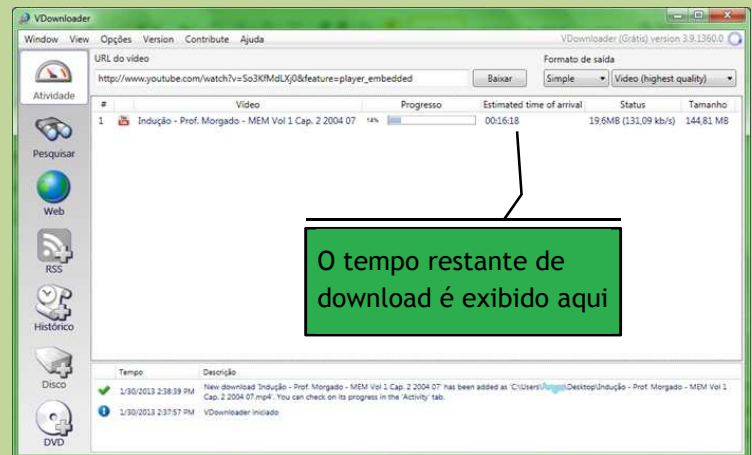 VDownloader
Window View Opções Version Contribute Ajuda
VDownloader (Grátis) version 3.9.1360.0
Atividade
Pesquisar
Web
RSS
Histórico
Disco
DVD
URL do vídeo
Formato de saída
http://www.youtube.com/watch?v=So3KfMdLXj0&feature=player_embedded Baixar Simple Video (highest quality)
# Vídeo Progresso Estimated time of arrival Status Tamanho
1 Indução - Prof. Morgado - MEM Vol 1 Cap. 2 2004 07 14% 00:16:18 19,6MB (131,09 kb/s) 144,81 MB
O tempo restante de
download é exibido aqui
Tempo Descrição
1/30/2013 2:38:39 PM New download 'Indução - Prof. Morgado - MEM Vol 1 Cap. 2 2004 07' has been added as 'C:\Users\ \Desktop\Indução - Prof. Morgado - MEM Vol 1
Cap. 2 2004 07.mp4'. You can check on its progress in the 'Activity' tab.
1/30/2013 2:37:57 PM VDownloader iniciado